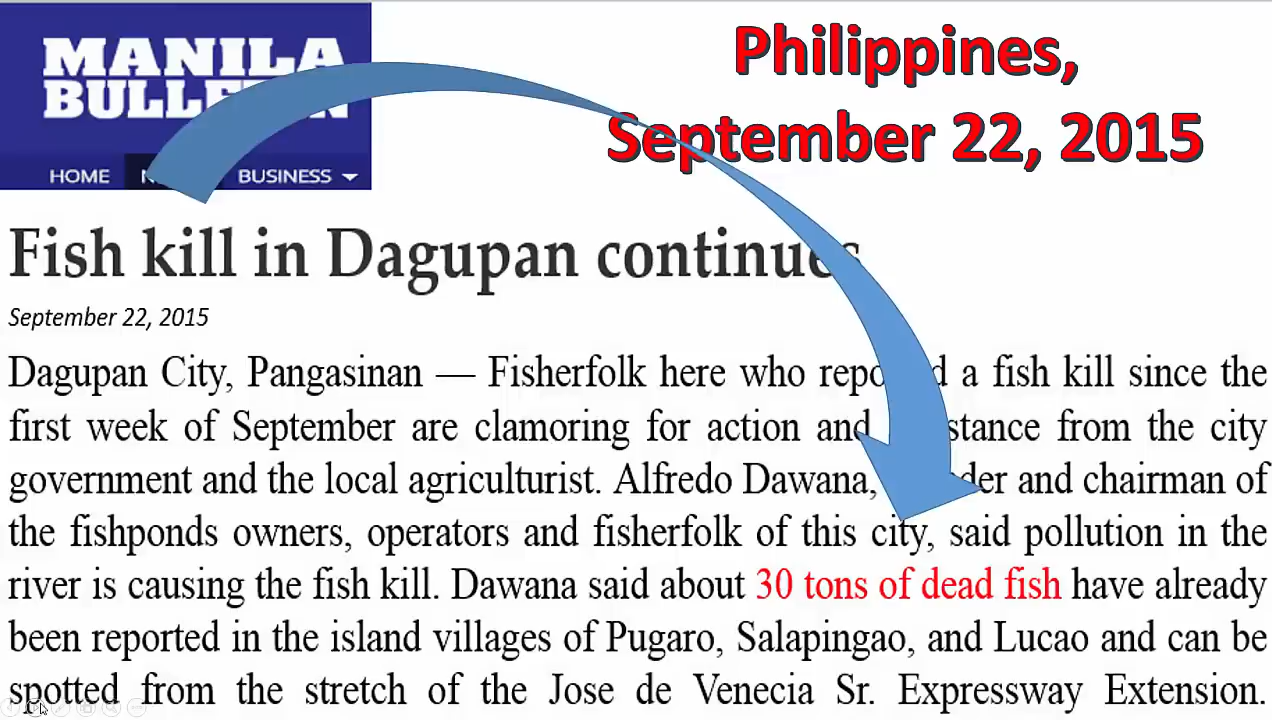 MANILA
BULLETIN
Philippines,
September 22, 2015
HOME BUSINESS
Fish kill in Dagupan continues
September 22, 2015
Dagupan City, Pangasinan — Fisherfolk here who reported a fish kill since the
first week of September are clamoring for action and assistance from the city
government and the local agriculturist. Alfredo Dawana, and chairman of
the fishponds owners, operators and fisherfolk of this city, said pollution in the
river is causing the fish kill. Dawana said about 30 tons of dead fish have already
been reported in the island villages of Pugaro, Salapingao, and Lucao and can be
spotted from the stretch of the Jose de Venecia Sr. Expressway Extension.